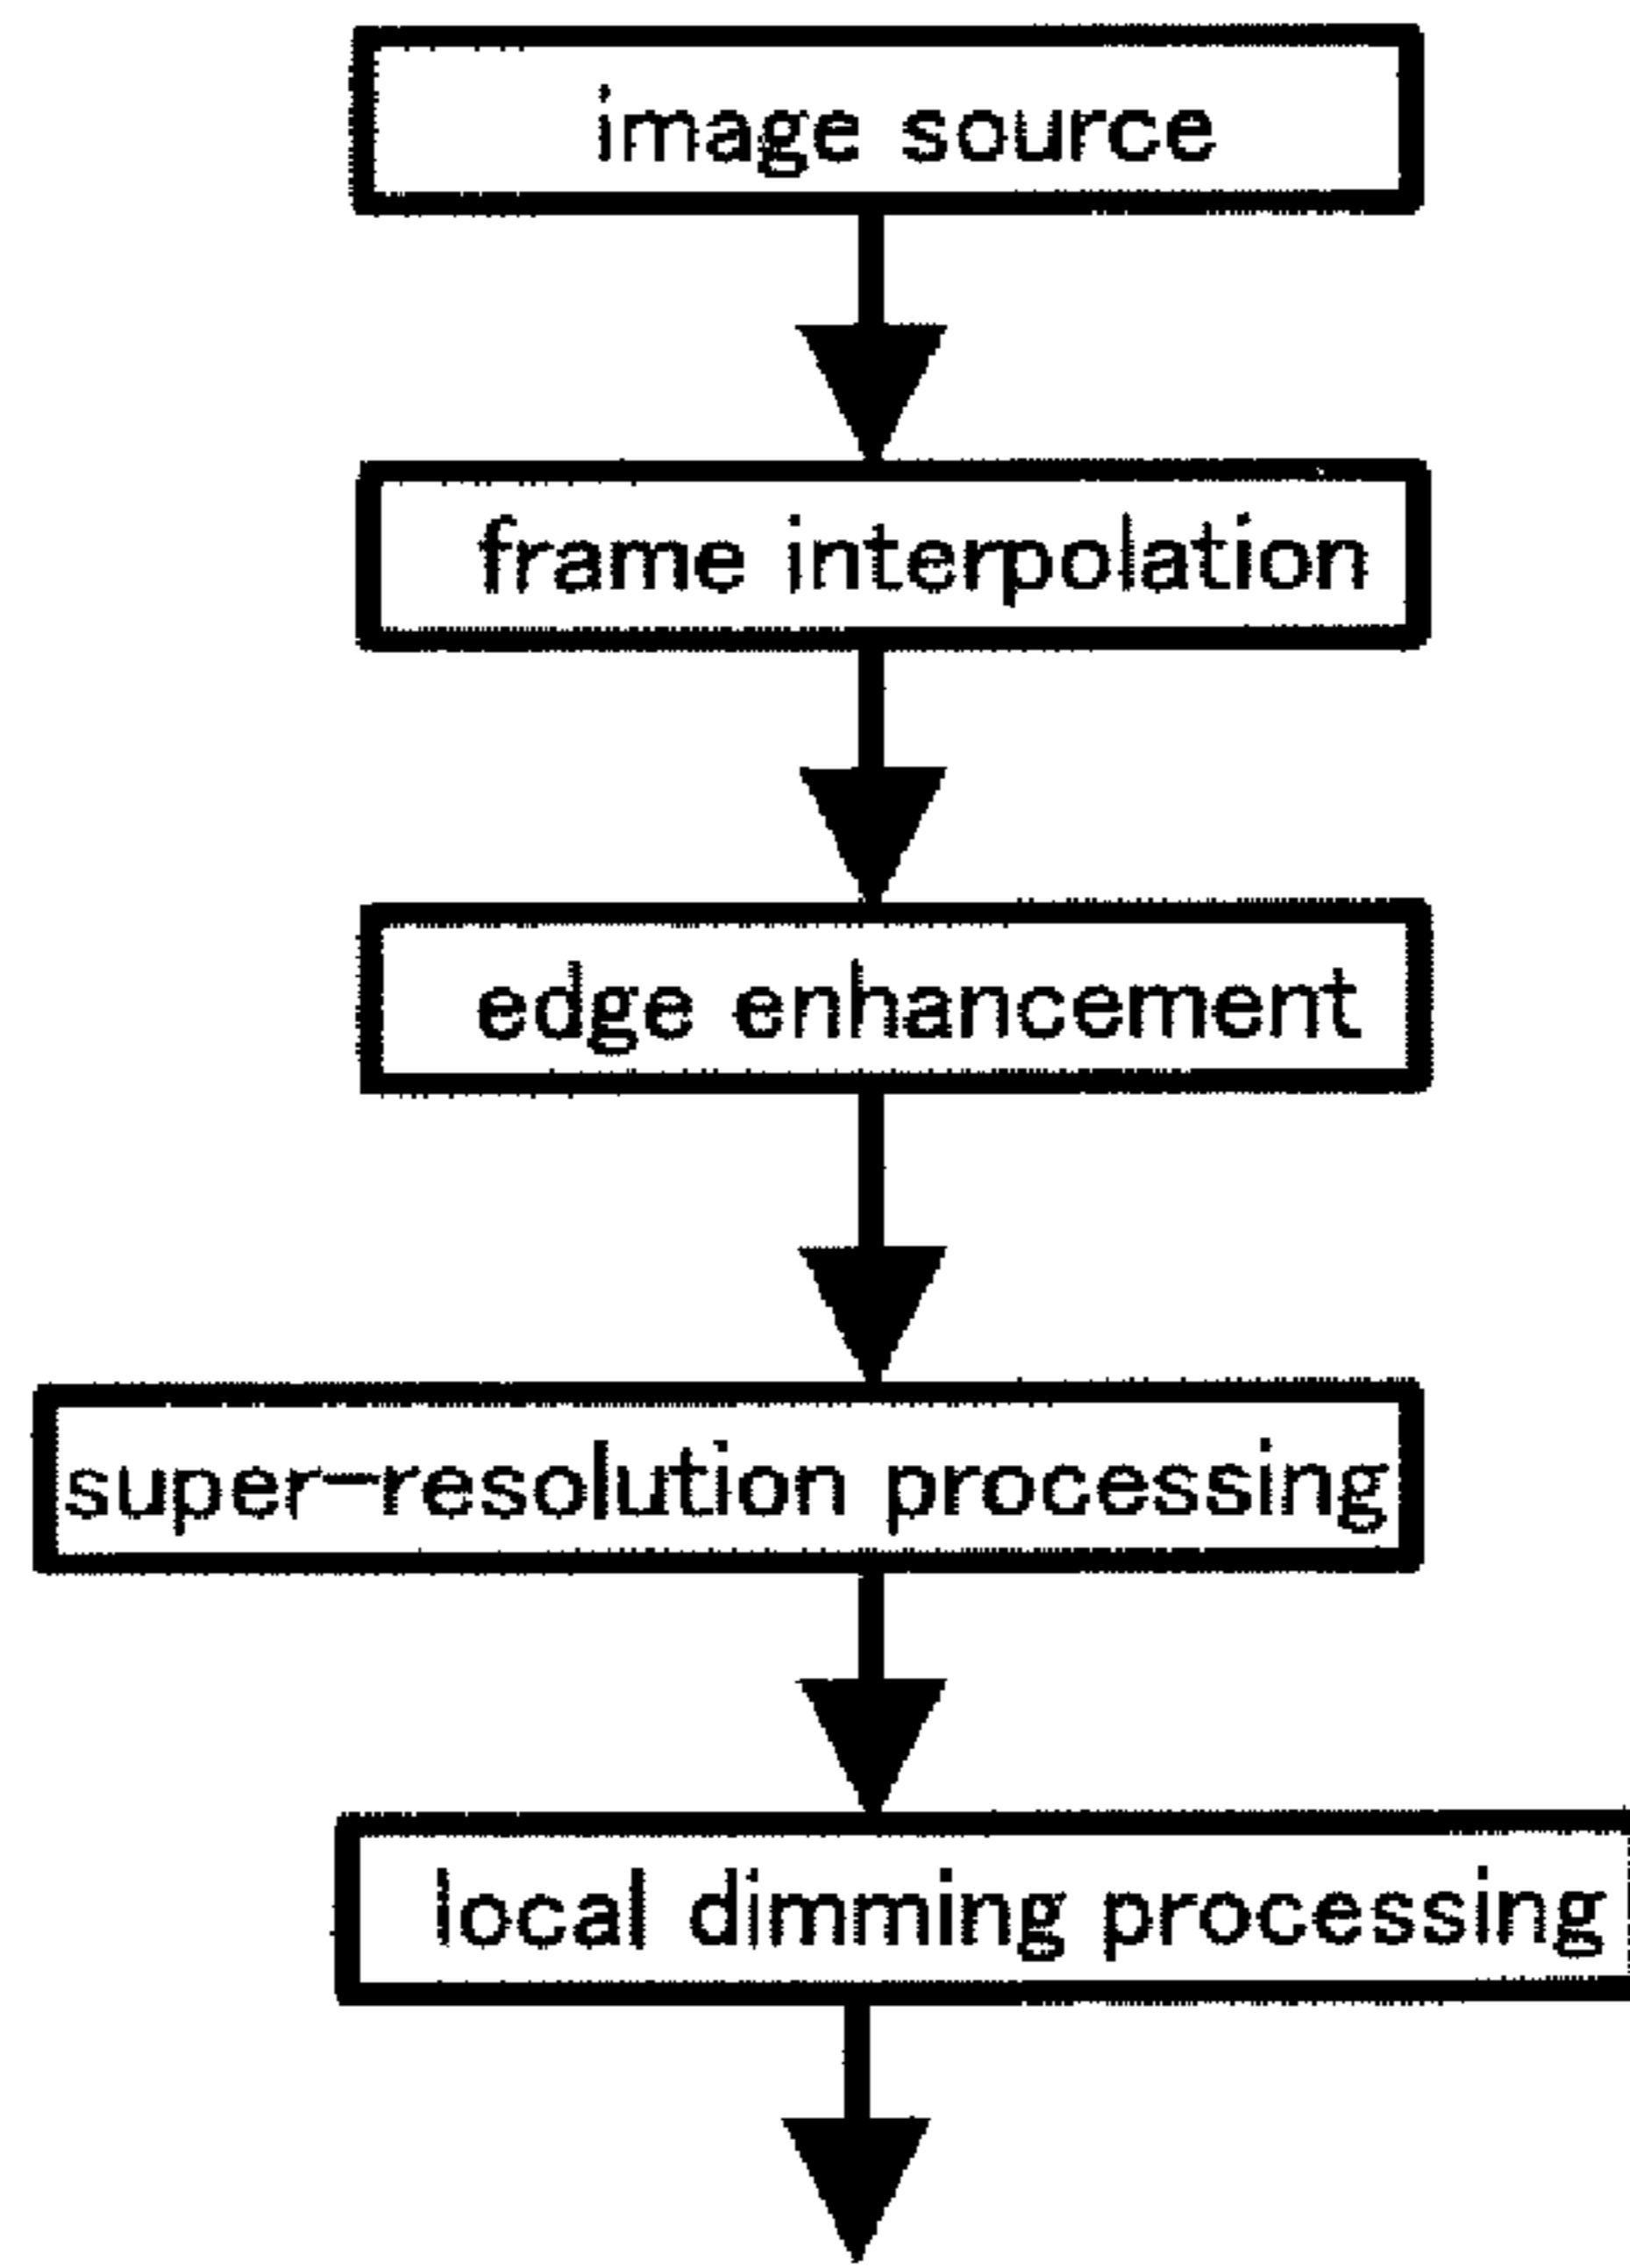 image source
frame interpolation
edge enhancement
super-resolution processing
local dimming processing